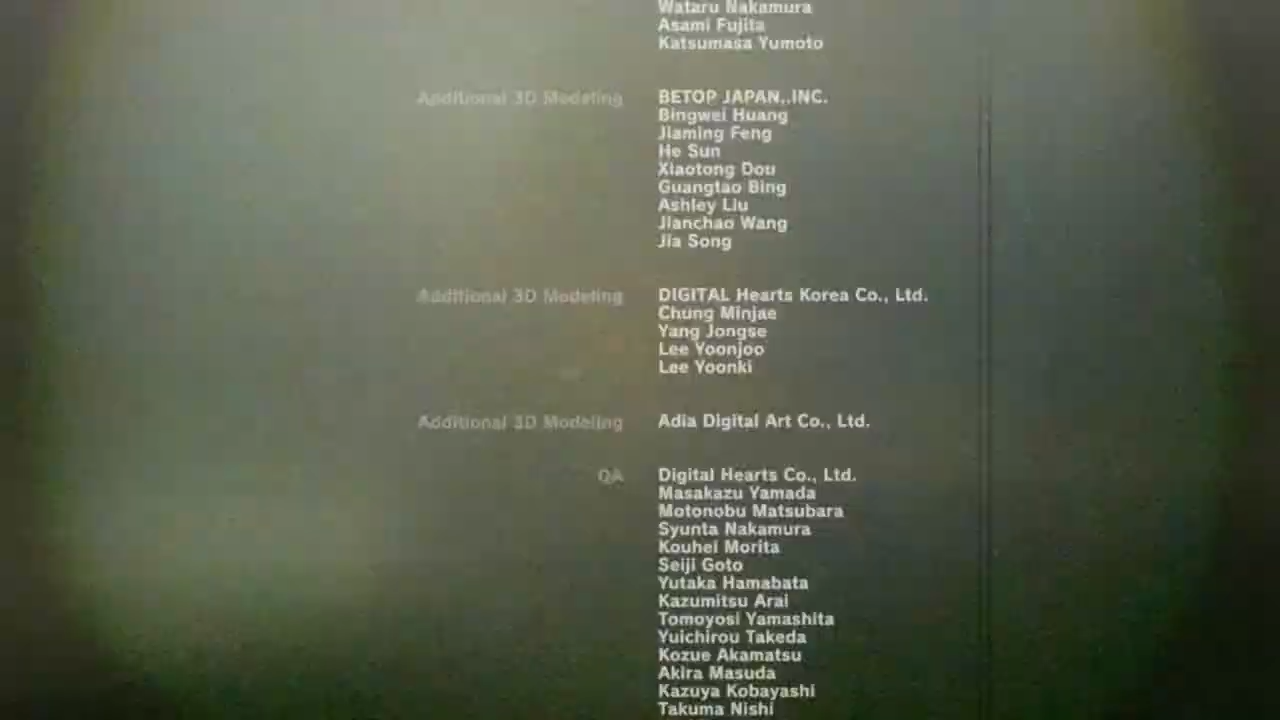 Wataru Nakamura
Asami Fujita
Katsumasa Yumoto
Additional 3D Modeling BETOP JAPAN,.INC.
Bingwei Huang
Jiaming Feng
He Sun
Xiaotong Dou
Guangtao Bing
Ashley Liu
Jianchao Wang
Jia Song
Additional 3D Modeling DIGITAL Hearts Korea Co., Ltd.
Chung Minjae
Yang Jongse
Lee Yoonjoo
Lee Yoonki
Additional 3D Modeling Adia Digital Art Co., Ltd.
QA Digital Hearts Co., Ltd.
Masakazu Yamada
Motonobu Matsubara
Syunta Nakamura
Kouhei Morita
Seiji Goto
Yutaka Hamabata
Kazumitsu Arai
Tomoyosi Yamashita
Yuichirou Takeda
Kozue Akamatsu
Akira Masuda
Kazuya Kobayashi
Takuma Nishi